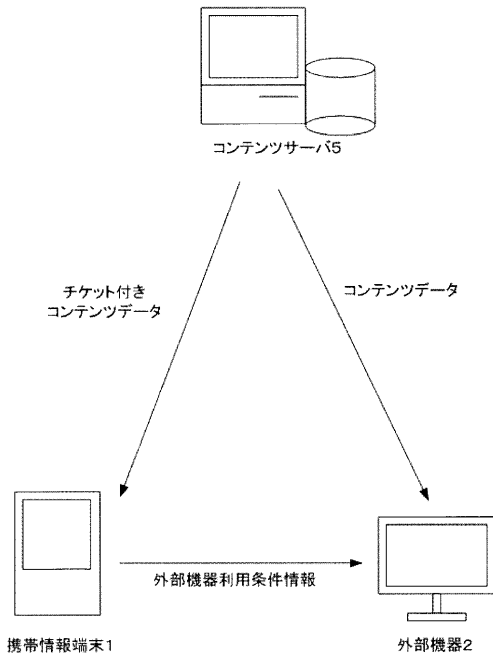 コンテンツサーバ5
チケット付き
コンテンツデータ
コンテンツデータ
外部機器利用条件情報
携帯情報端末1
外部機器2